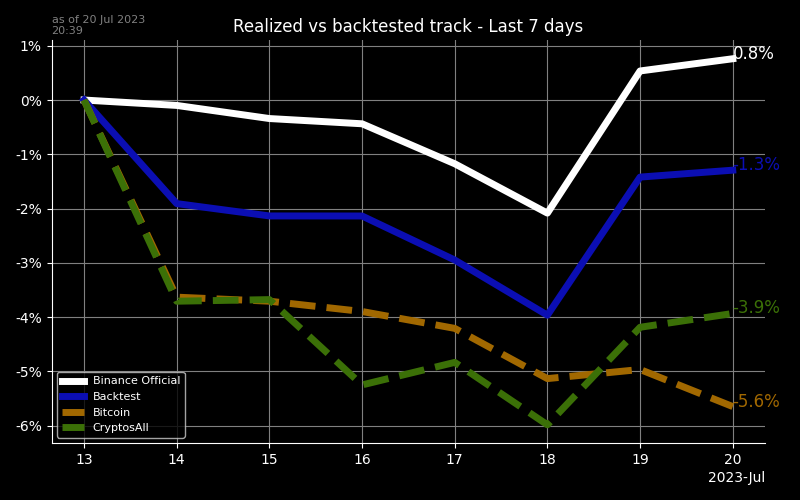 as of 20 Jul 2023
20:39
Realized vs backtested track - Last 7 days
1%
0%
-1%
-2%
-3%
-4%
-5%
-6%
0.8%
-1.3%
-3.9%
-5.6%
Binance Official
Backtest
Bitcoin
CryptosAll
13 14 15 16 17 18 19 20
2023-Jul